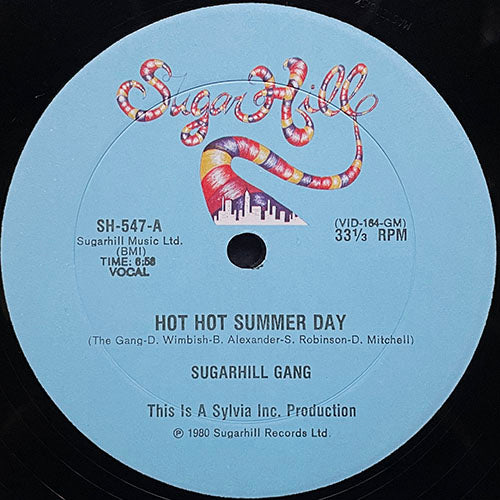 Sugar Hill
SH-547-A
Sugarhill Music Ltd.
(BMI)
TIME: 6:58
VOCAL
(VID-164-GM)
33⅓ RPM
HOT HOT SUMMER DAY
(The Gang-D. Wimbish-B. Alexander-S. Robinson-D. Mitchell)
SUGARHILL GANG
This Is A Sylvia Inc. Production
℗ 1980 Sugarhill Records Ltd.